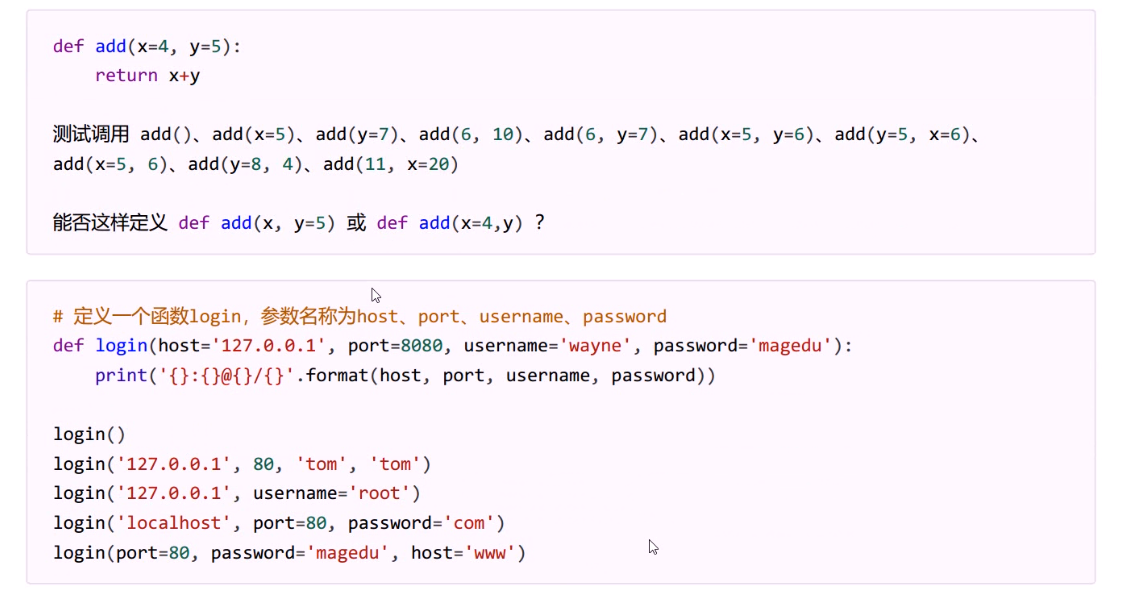 def add(x=4, y=5):
    return x+y
测试调用 add()、add(x=5)、add(y=7)、add(6, 10)、add(6, y=7)、add(x=5, y=6)、add(y=5, x=6)、
add(x=5, 6)、add(y=8, 4)、add(11, x=20)
能否这样定义 def add(x, y=5) 或 def add(x=4,y) ？
# 定义一个函数login，参数名称为host、port、username、password
def login(host='127.0.0.1', port=8080, username='wayne', password='magedu'):
    print('{}:{}@{}/{}'.format(host, port, username, password))
login()
login('127.0.0.1', 80, 'tom', 'tom')
login('127.0.0.1', username='root')
login('localhost', port=80, password='com')
login(port=80, password='magedu', host='www')